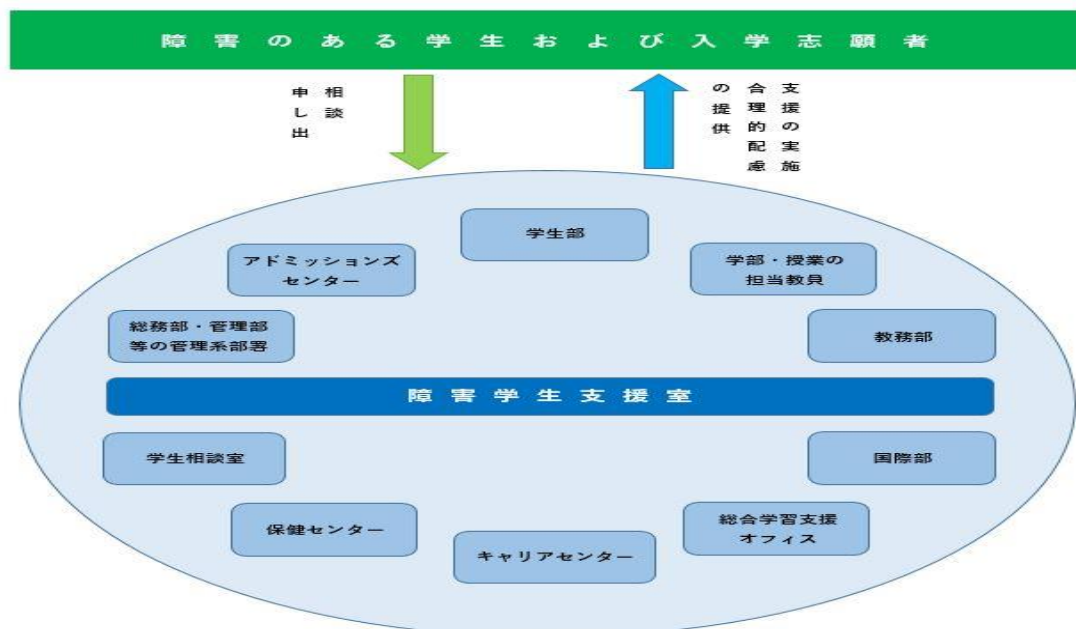 障害のある学生および入学志願者
相談
申し出
支援の実施
合理的配慮
の提供
学生部
アドミッションズ
センター
学部・授業の
担当教員
総務部・管理部
等の管理系部署
教務部
障害学生支援室
学生相談室
国際部
保健センター
総合学習支援
オフィス
キャリアセンター